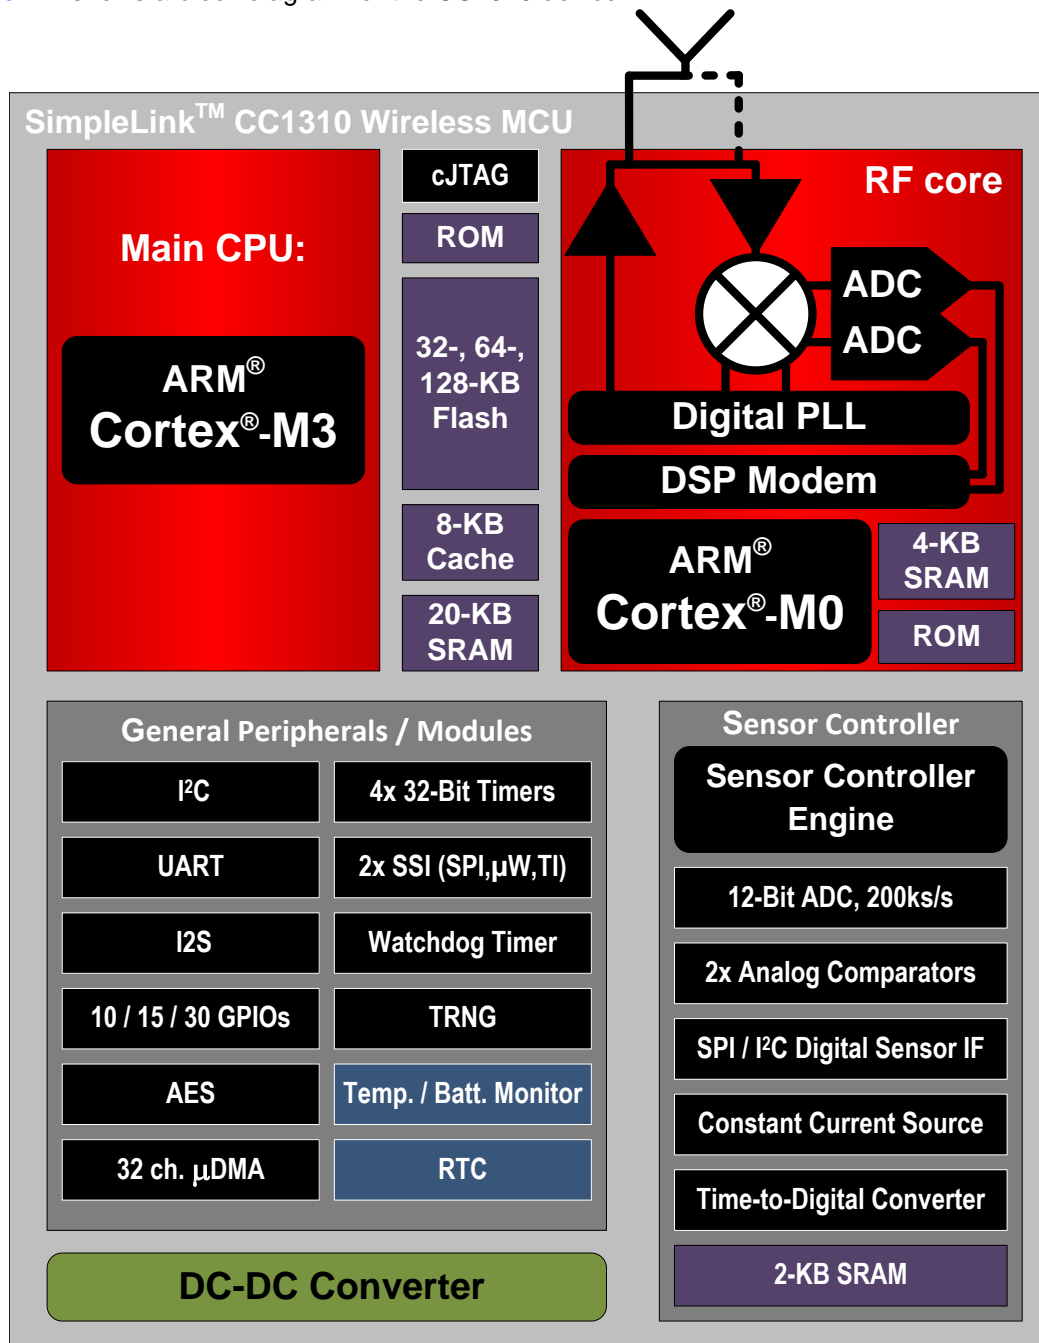 SimpleLink™ CC1310 Wireless MCU
Main CPU:
ARM®
Cortex®-M3
cJTAG
ROM
32-, 64-,
128-KB
Flash
8-KB
Cache
20-KB
SRAM
RF core
ADC
ADC
Digital PLL
DSP Modem
ARM®
Cortex®-M0
4-KB
SRAM
ROM
General Peripherals / Modules
I²C
4x 32-Bit Timers
UART
2x SSI (SPI,µW,TI)
I2S
Watchdog Timer
10 / 15 / 30 GPIOs
TRNG
AES
Temp. / Batt. Monitor
32 ch. µDMA
RTC
Sensor Controller
Sensor Controller
Engine
12-Bit ADC, 200ks/s
2x Analog Comparators
SPI / I²C Digital Sensor IF
Constant Current Source
Time-to-Digital Converter
2-KB SRAM
DC-DC Converter